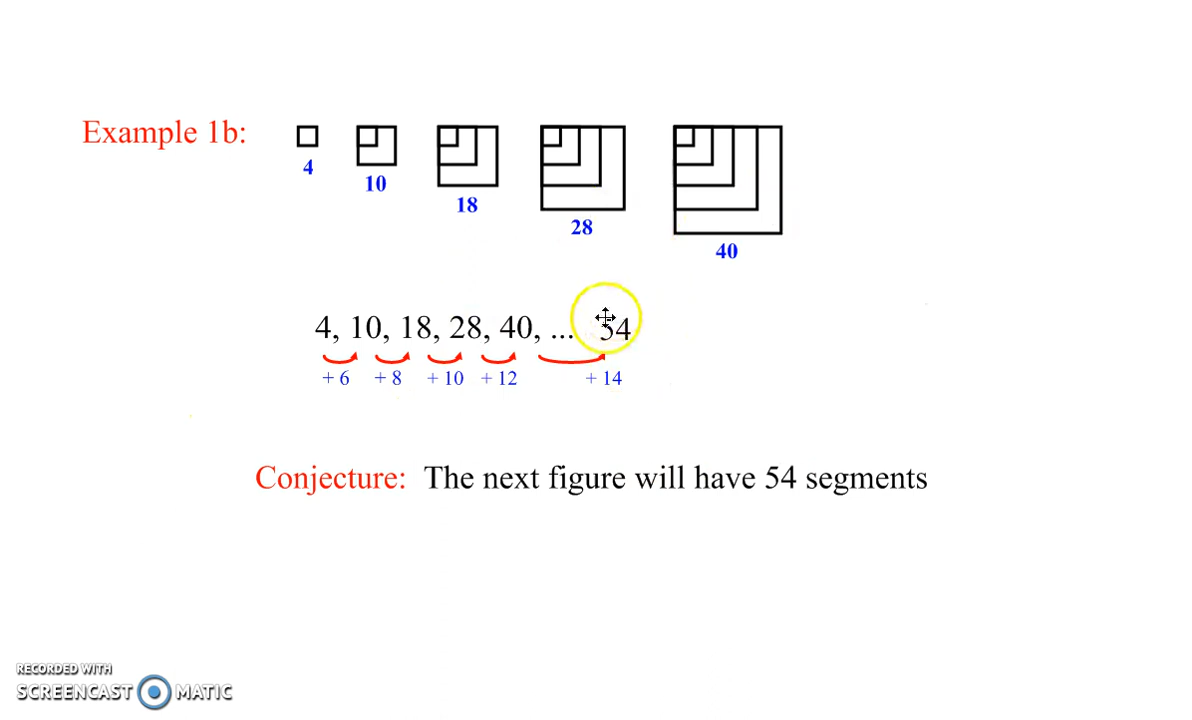 Example 1b:
4
10
18
28
40
4, 10, 18, 28, 40, ... 54
+ 6 + 8 + 10 + 12 + 14
Conjecture: The next figure will have 54 segments
RECORDED WITH
SCREENCAST MATIC